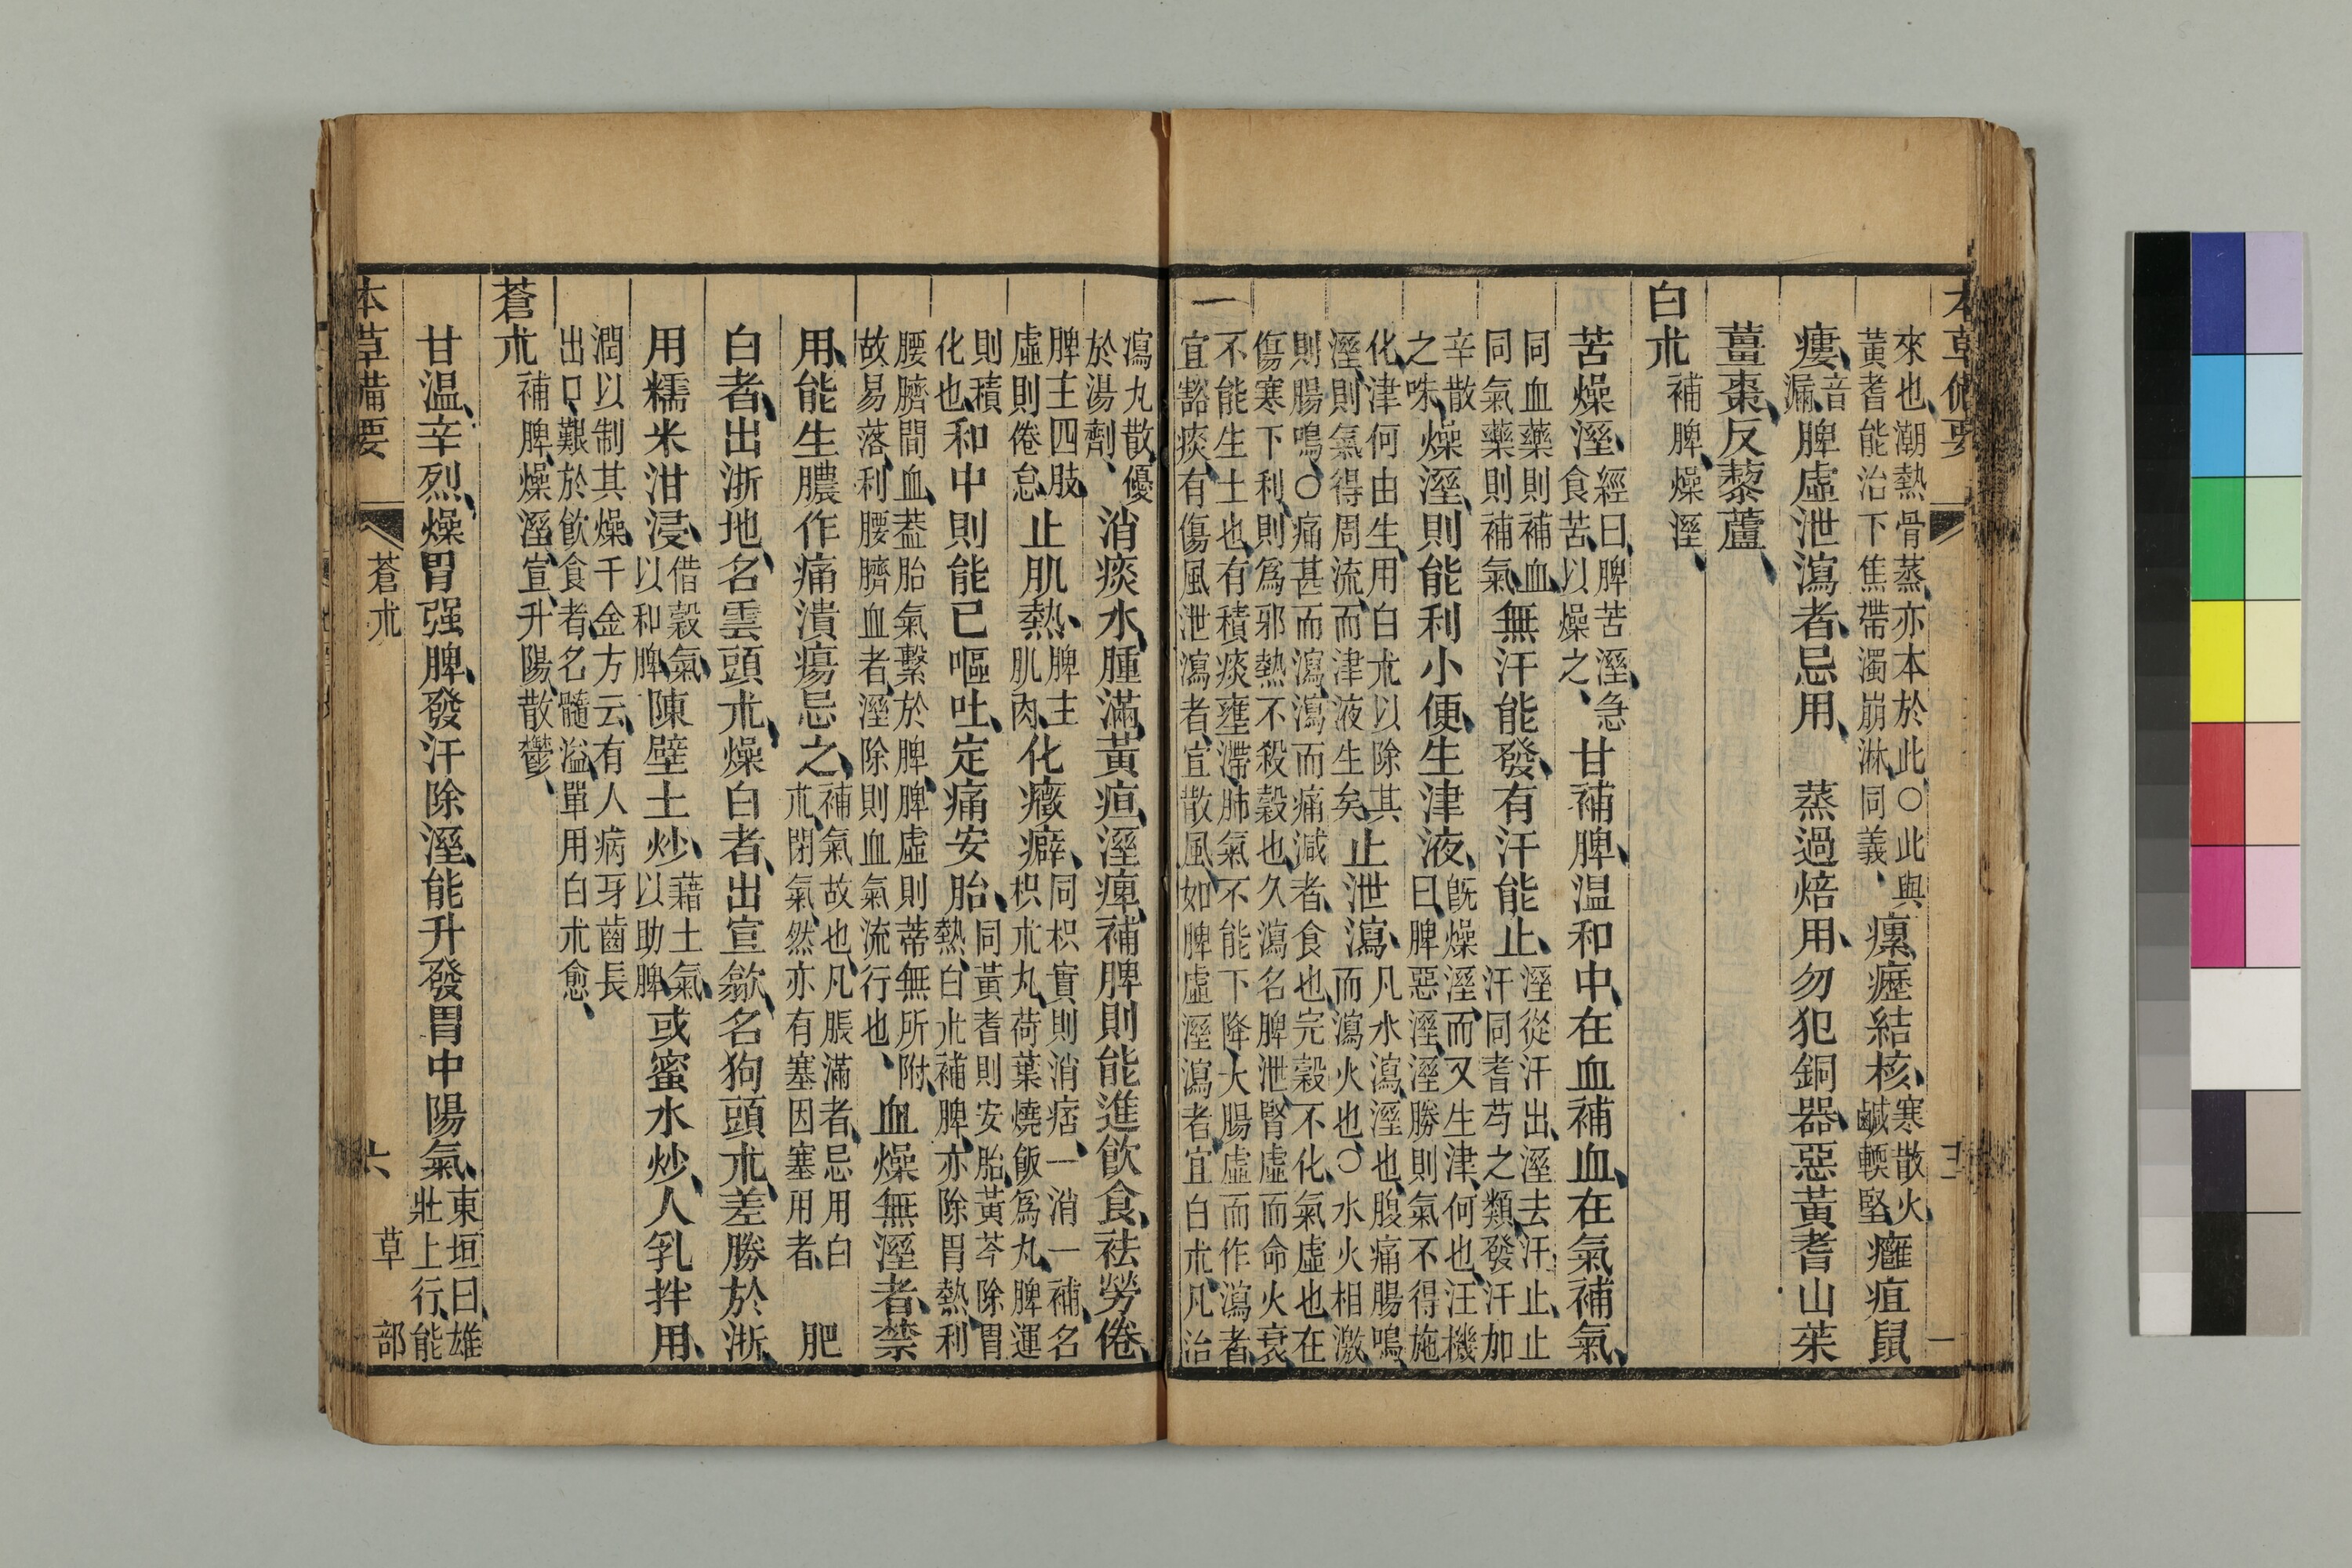 本草備要
來也、潮熱骨蒸、亦本於此、○此與黃耆能治下焦帶濁崩淋同義、瘰癧結核、寒散火、鹹輭堅、癰疽鼠
瘻、音漏脾虛泄瀉者、忌用、蒸過焙用、勿犯銅器、惡黃耆山茱
薑棗、反藜蘆、
白朮補脾、燥溼、
苦燥溼、經曰、脾苦溼、急食苦、以燥之、甘補脾、温和中、在血補血、在氣補氣、
同血藥則補血、同氣藥則補氣、無汗能發、有汗能止、溼從汗出、溼去汗止、止汗同耆芍之類、發汗加
辛散之味、燥溼、則能利小便、生津液、旣燥溼、而又生津、何也、汪機曰、脾惡溼、溼勝則氣不得施
化、津何由生、用白朮以除其溼、則氣得周流、而津液生矣、止泄瀉、凡水瀉、溼也、腹痛腸鳴、而瀉火也、○水火相激、
則腸鳴、○痛甚而瀉、瀉而痛減者、食也、完穀不化、氣虛也、在傷寒下利、則爲邪熱不殺穀也、久瀉名脾泄、腎虛而命火衰、
不能生土也、有積痰壅滯、肺氣不能下降、大腸虛而作瀉者、宜豁痰、有傷風泄瀉者、宜散風、如脾虛溼瀉者、宜白朮、凡治
瀉丸散、優於湯劑、消痰水、腫滿、黃疸、溼痺、補脾則能進飲食、祛勞倦、
脾主四肢、虛則倦怠、止肌熱、脾主肌肉、化癥癖、同枳實則消痞、一消一補、名枳朮丸、荷葉燒飯爲丸、脾運
則積化也、和中則能已嘔吐、定痛安胎、同黃耆則安胎、黃芩除胃熱、白朮補脾、亦除胃熱、利
腰臍間血、葢胎氣繫於脾、脾虛則蒂無所附、故易落、利腰臍血者、溼除則血氣流行也、血燥無溼者、禁
用、能生膿作痛、潰瘍忌之、補氣故也、凡脹滿者、忌用白朮、閉氣、然亦有塞因塞用者、肥
白者、出浙地、名雲頭朮、燥白者、出宣歙、名狗頭朮、差勝於浙、
用糯米泔浸、借穀氣、以和脾、陳壁土炒、藉土氣、以助脾、或蜜水炒、人乳拌用、
潤以制其燥、千金方云、有人病牙齒長出口、艱於飲食者、名髓溢、單用白朮愈、
蒼朮補脾、燥溼、宣、升陽、散鬱、
甘温、辛烈、燥胃强脾、發汗除溼、能升發胃中陽氣、東垣曰、雄壯上行、能
本草備要 蒼朮 六 草部